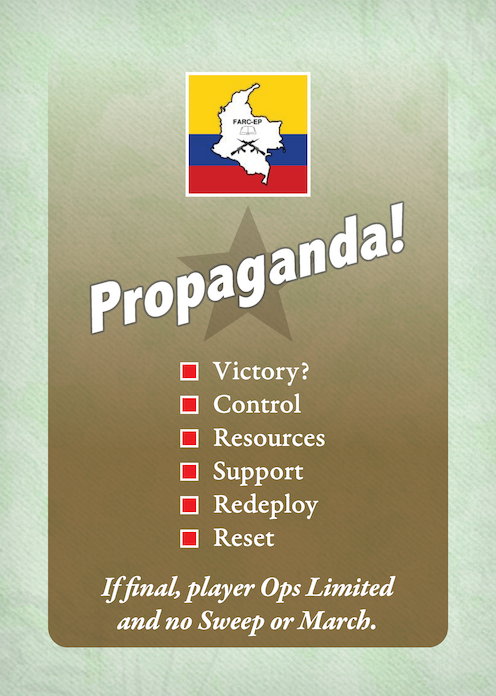 FARC-EP
Propaganda!
Victory?
Control
Resources
Support
Redeploy
Reset
If final, player Ops Limited
and no Sweep or March.